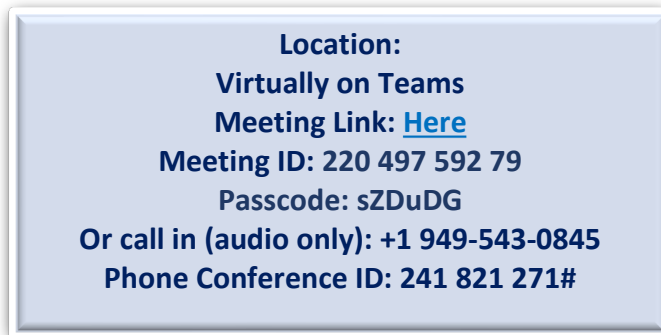 Location:
Virtually on Teams
Meeting Link: Here
Meeting ID: 220 497 592 79
Passcode: sZDuDG
Or call in (audio only): +1 949-543-0845
Phone Conference ID: 241 821 271#